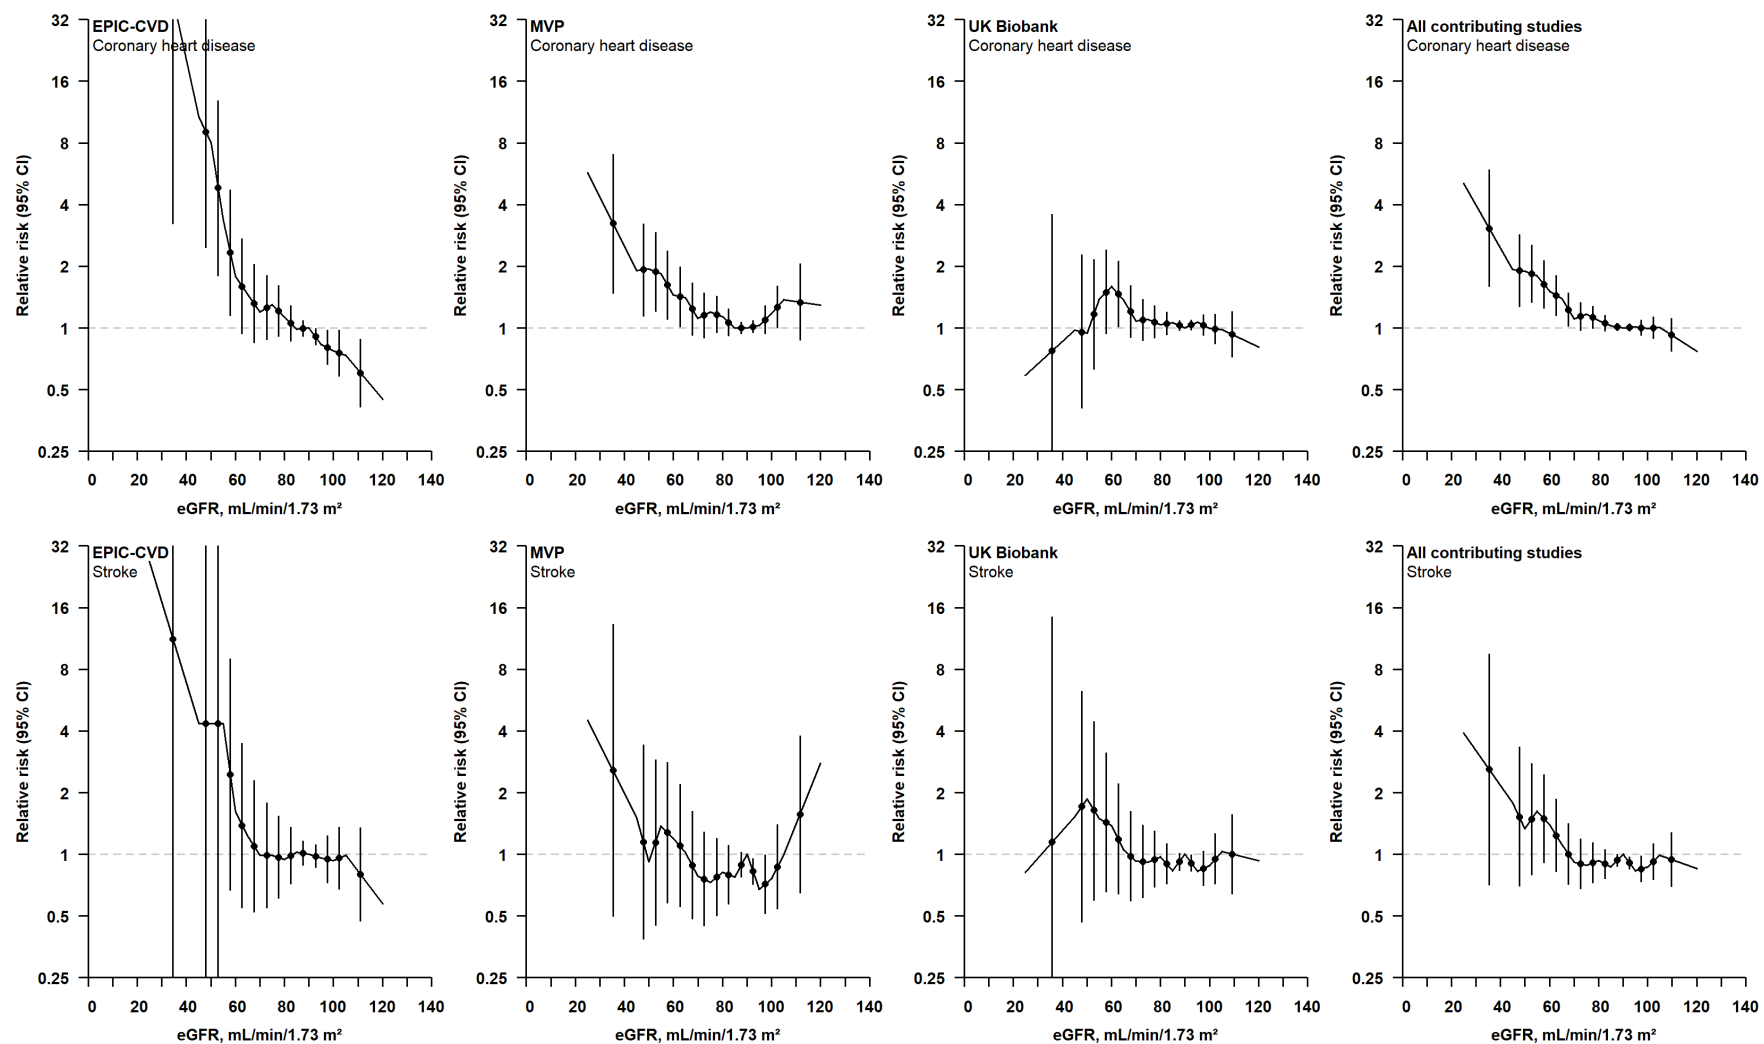 EPIC-CVD
Coronary heart disease
32
16
8
4
2
1
0.5
0.25
Relative risk (95% CI)
0 20 40 60 80 100 120 140
eGFR, mL/min/1.73 m²
MVP
Coronary heart disease
32
16
8
4
2
1
0.5
0.25
Relative risk (95% CI)
0 20 40 60 80 100 120 140
eGFR, mL/min/1.73 m²
UK Biobank
Coronary heart disease
32
16
8
4
2
1
0.5
0.25
Relative risk (95% CI)
0 20 40 60 80 100 120 140
eGFR, mL/min/1.73 m²
All contributing studies
Coronary heart disease
32
16
8
4
2
1
0.5
0.25
Relative risk (95% CI)
0 20 40 60 80 100 120 140
eGFR, mL/min/1.73 m²
EPIC-CVD
Stroke
32
16
8
4
2
1
0.5
0.25
Relative risk (95% CI)
0 20 40 60 80 100 120 140
eGFR, mL/min/1.73 m²
MVP
Stroke
32
16
8
4
2
1
0.5
0.25
Relative risk (95% CI)
0 20 40 60 80 100 120 140
eGFR, mL/min/1.73 m²
UK Biobank
Stroke
32
16
8
4
2
1
0.5
0.25
Relative risk (95% CI)
0 20 40 60 80 100 120 140
eGFR, mL/min/1.73 m²
All contributing studies
Stroke
32
16
8
4
2
1
0.5
0.25
Relative risk (95% CI)
0 20 40 60 80 100 120 140
eGFR, mL/min/1.73 m²